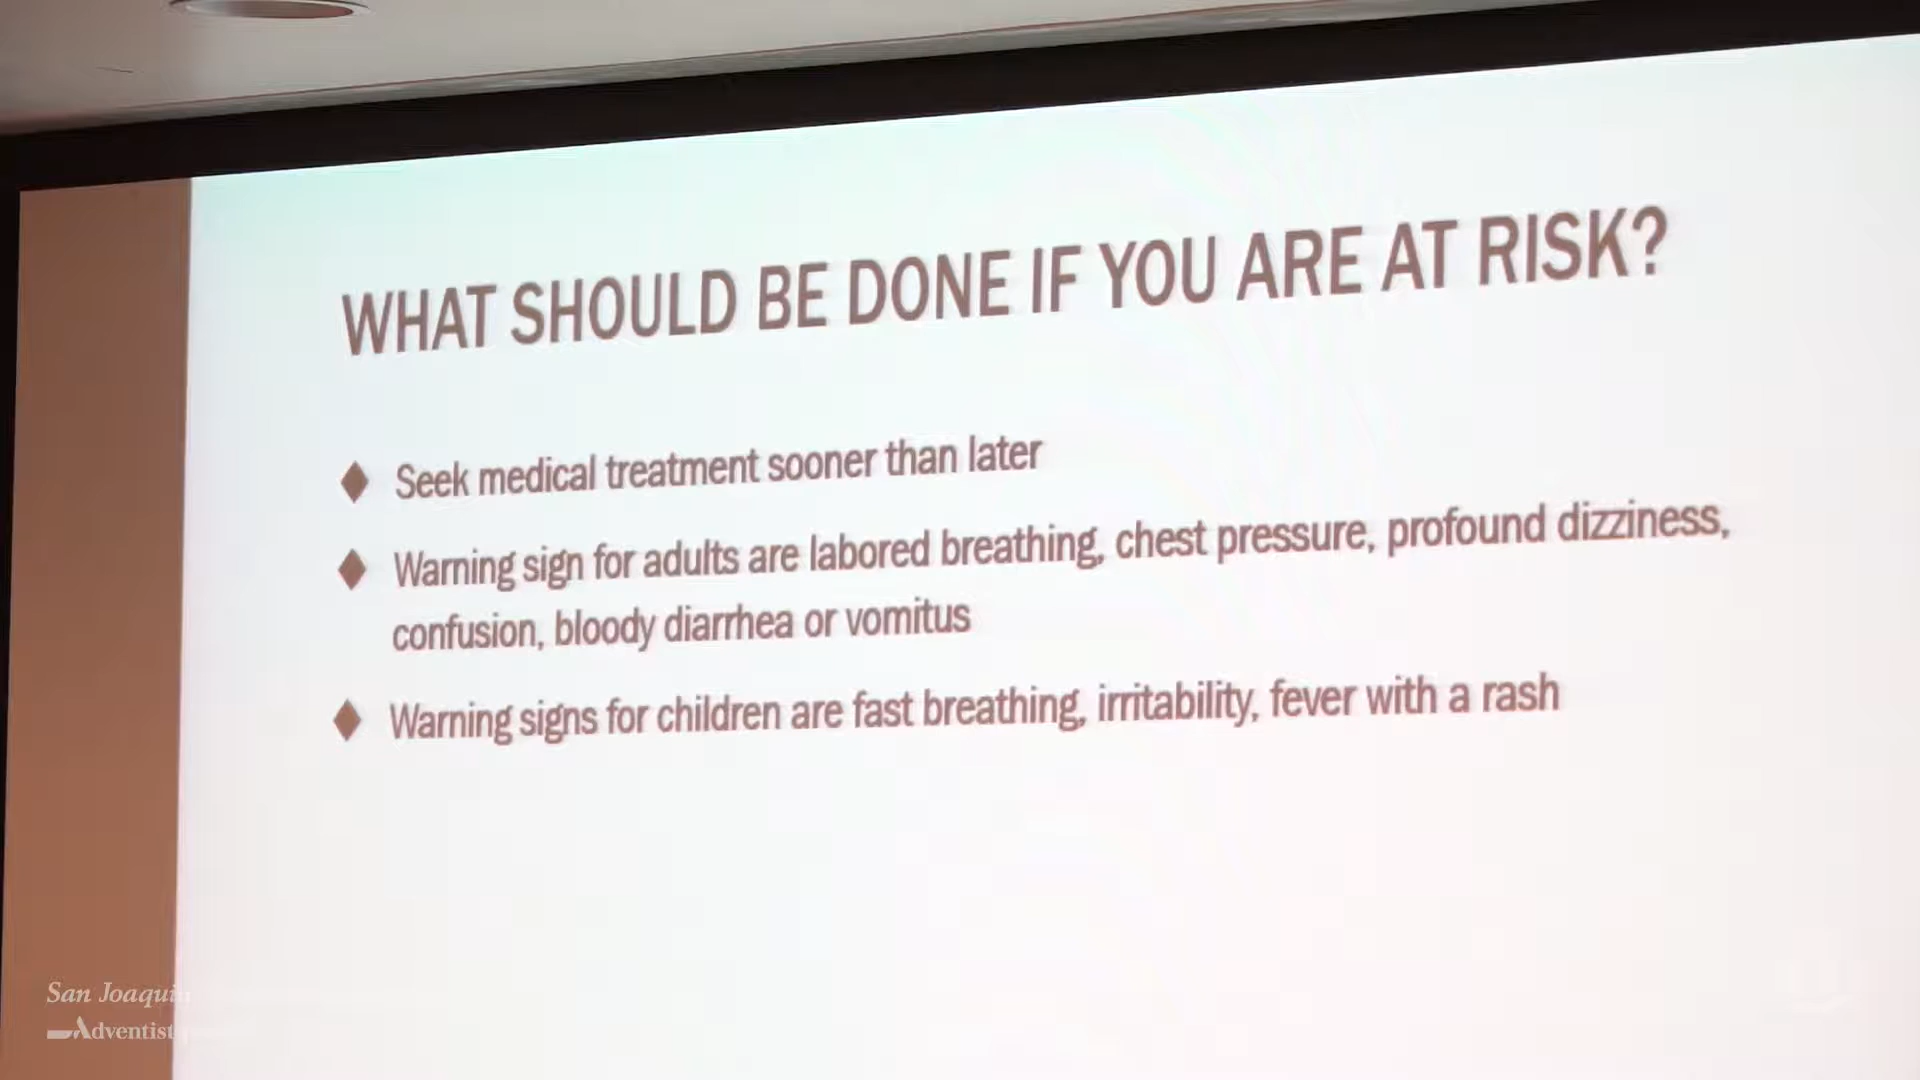 WHAT SHOULD BE DONE IF YOU ARE AT RISK?
Seek medical treatment sooner than later
Warning sign for adults are labored breathing, chest pressure, profound dizziness,
confusion, bloody diarrhea or vomitus
Warning signs for children are fast breathing, irritability, fever with a rash
San Joaquin
Adventist